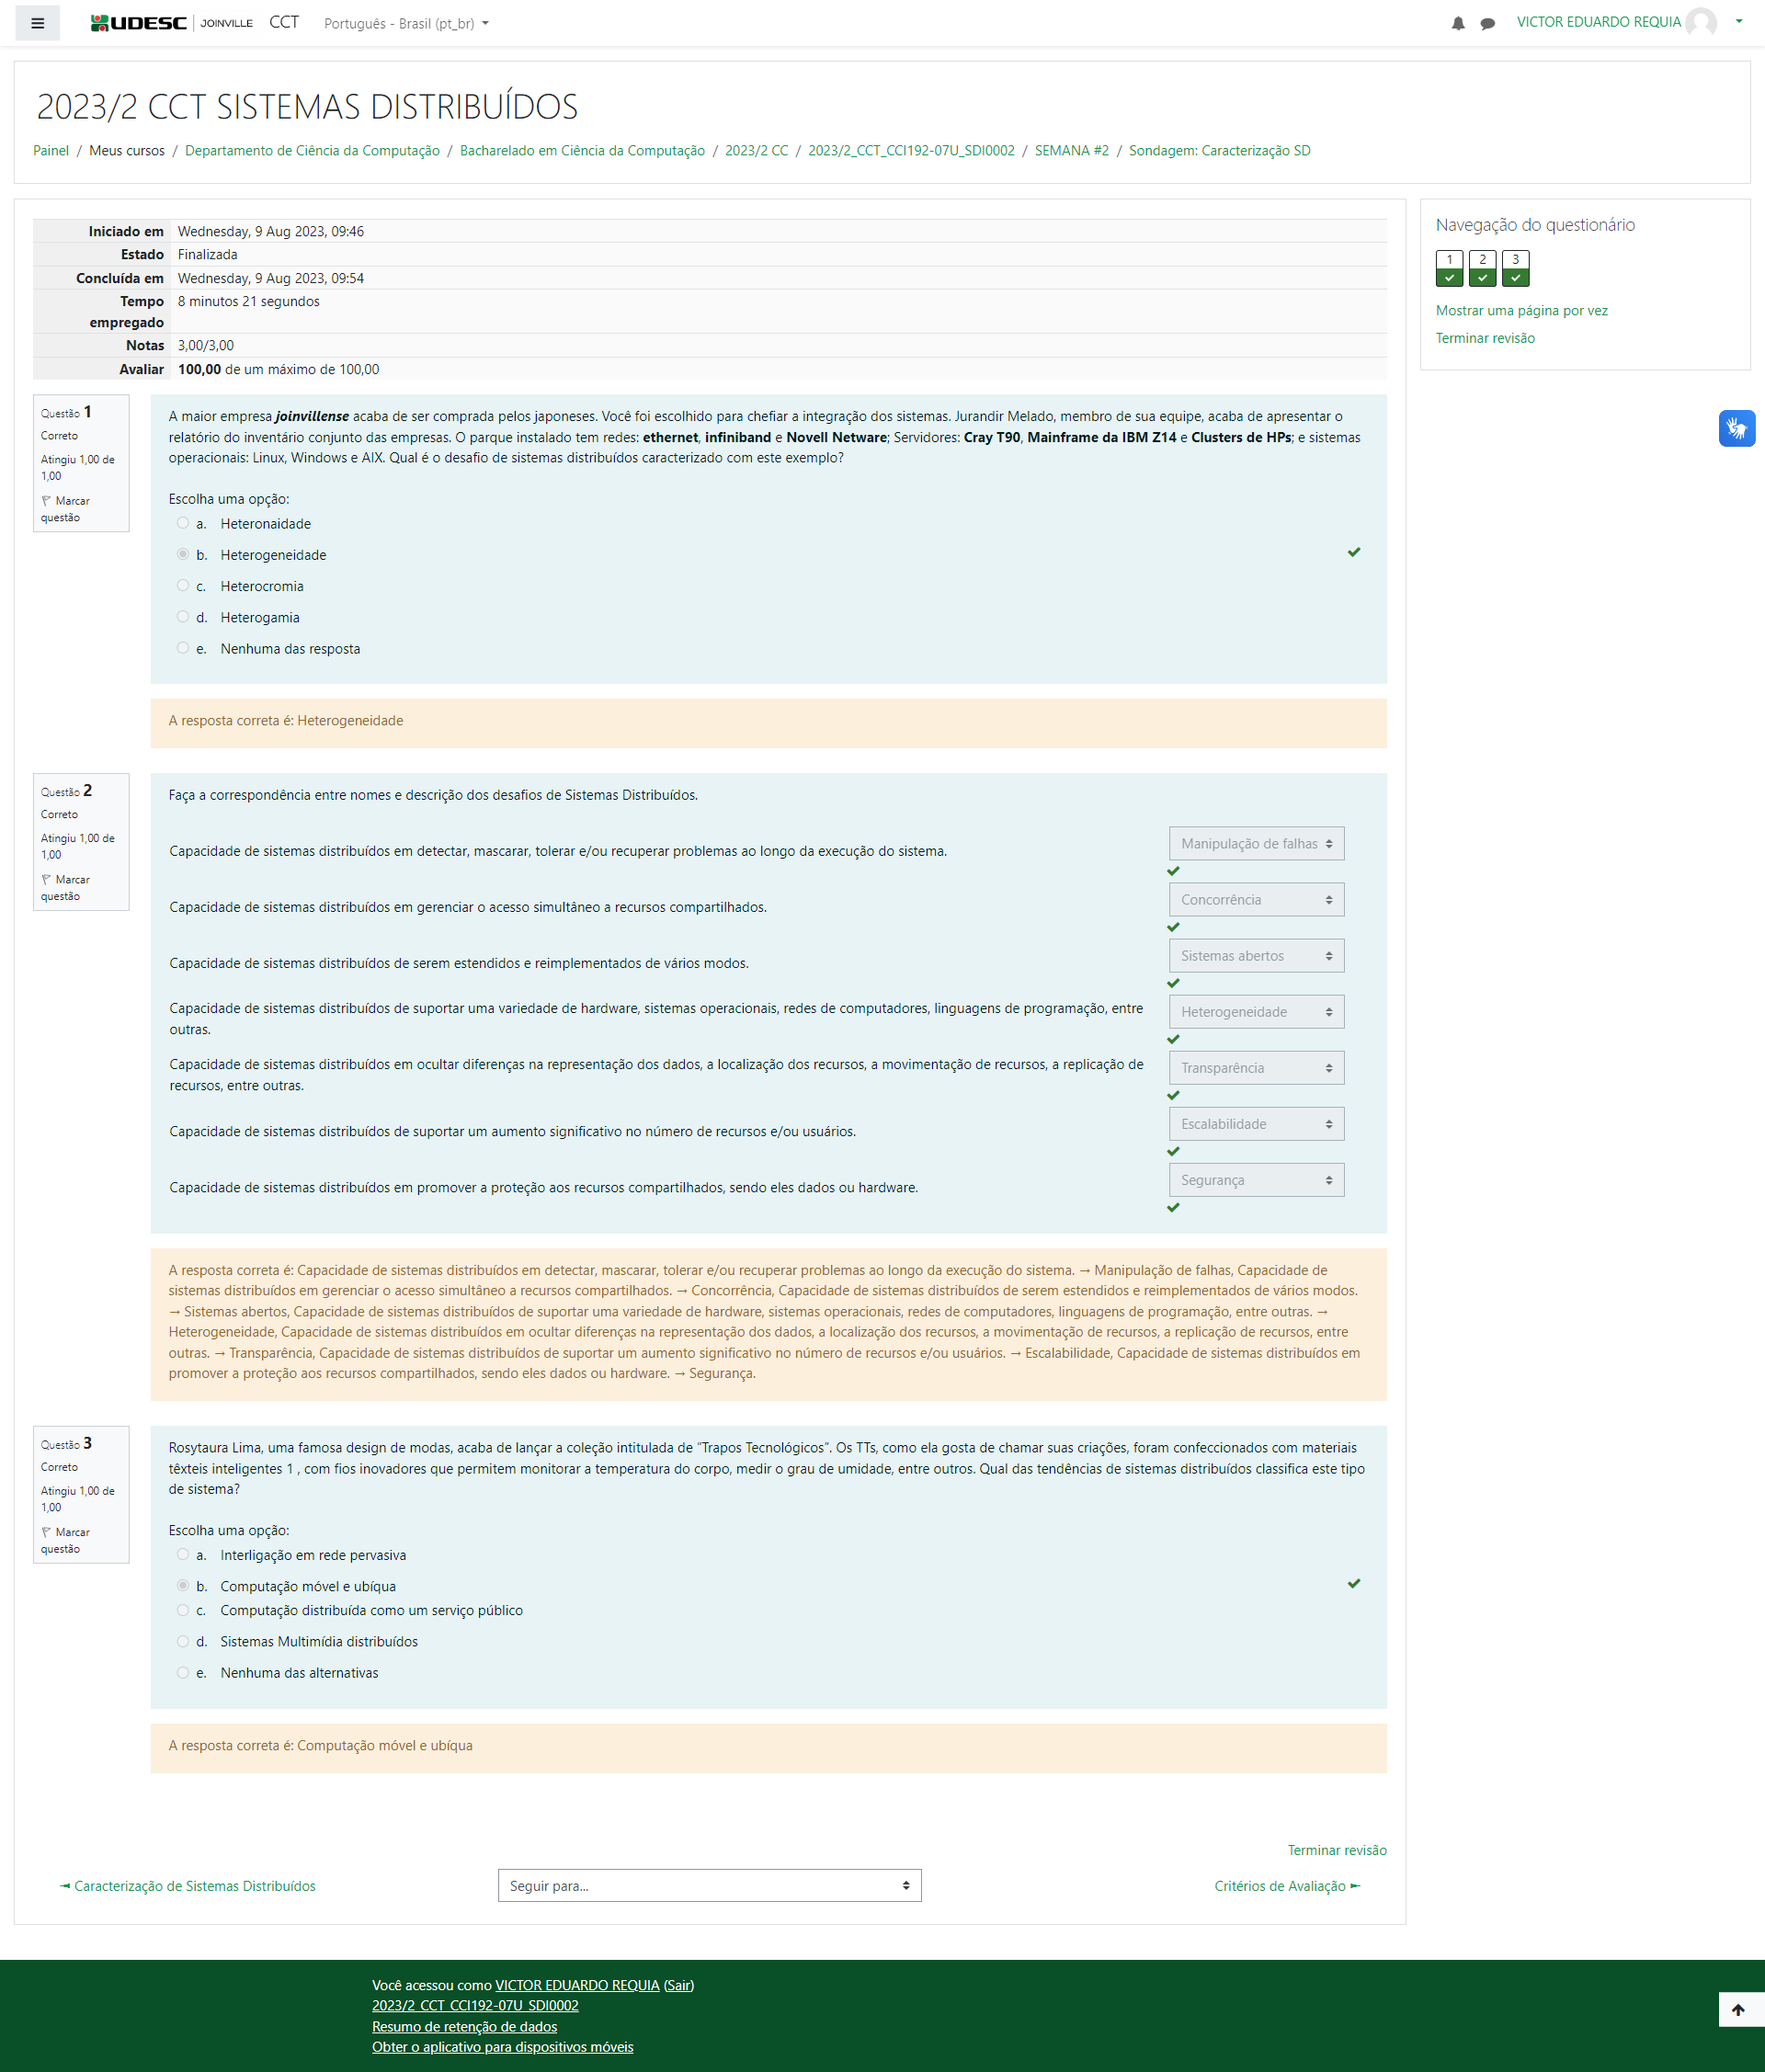 UDESC JOINVILLE CCT Português - Brasil (pt_br) VICTOR EDUARDO REQUIA
2023/2 CCT SISTEMAS DISTRIBUÍDOS
Painel / Meus cursos / Departamento de Ciência da Computação / Bacharelado em Ciência da Computação / 2023/2 CC / 2023/2_CCT_CCI192-07U_SDI0002 / SEMANA #2 / Sondagem: Caracterização SD
Iniciado em Wednesday, 9 Aug 2023, 09:46
Estado Finalizada
Concluída em Wednesday, 9 Aug 2023, 09:54
Tempo empregado 8 minutos 21 segundos
Notas 3,00/3,00
Avaliar 100,00 de um máximo de 100,00
Navegação do questionário
1 2 3
Mostrar uma página por vez
Terminar revisão
Questão 1
Correto
Atingiu 1,00 de
1,00
Marcar
questão
A maior empresa joinvillense acaba de ser comprada pelos japoneses. Você foi escolhido para chefiar a integração dos sistemas. Jurandir Melado, membro de sua equipe, acaba de apresentar o
relatório do inventário conjunto das empresas. O parque instalado tem redes: ethernet, infiniband e Novell Netware; Servidores: Cray T90, Mainframe da IBM Z14 e Clusters de HPs; e sistemas
operacionais: Linux, Windows e AIX. Qual é o desafio de sistemas distribuídos caracterizado com este exemplo?
Escolha uma opção:
a. Heteronaidade
b. Heterogeneidade
c. Heterocromia
d. Heterogamia
e. Nenhuma das resposta
A resposta correta é: Heterogeneidade
Questão 2
Correto
Atingiu 1,00 de
1,00
Marcar
questão
Faça a correspondência entre nomes e descrição dos desafios de Sistemas Distribuídos.
Capacidade de sistemas distribuídos em detectar, mascarar, tolerar e/ou recuperar problemas ao longo da execução do sistema. Manipulação de falhas
Capacidade de sistemas distribuídos em gerenciar o acesso simultâneo a recursos compartilhados. Concorrência
Capacidade de sistemas distribuídos de serem estendidos e reimplementados de vários modos. Sistemas abertos
Capacidade de sistemas distribuídos de suportar uma variedade de hardware, sistemas operacionais, redes de computadores, linguagens de programação, entre
outras. Heterogeneidade
Capacidade de sistemas distribuídos em ocultar diferenças na representação dos dados, a localização dos recursos, a movimentação de recursos, a replicação de
recursos, entre outras. Transparência
Capacidade de sistemas distribuídos de suportar um aumento significativo no número de recursos e/ou usuários. Escalabilidade
Capacidade de sistemas distribuídos em promover a proteção aos recursos compartilhados, sendo eles dados ou hardware. Segurança
A resposta correta é: Capacidade de sistemas distribuídos em detectar, mascarar, tolerar e/ou recuperar problemas ao longo da execução do sistema. → Manipulação de falhas, Capacidade de
sistemas distribuídos em gerenciar o acesso simultâneo a recursos compartilhados. → Concorrência, Capacidade de sistemas distribuídos de serem estendidos e reimplementados de vários modos.
→ Sistemas abertos, Capacidade de sistemas distribuídos de suportar uma variedade de hardware, sistemas operacionais, redes de computadores, linguagens de programação, entre outras. →
Heterogeneidade, Capacidade de sistemas distribuídos em ocultar diferenças na representação dos dados, a localização dos recursos, a movimentação de recursos, a replicação de recursos, entre
outras. → Transparência, Capacidade de sistemas distribuídos de suportar um aumento significativo no número de recursos e/ou usuários. → Escalabilidade, Capacidade de sistemas distribuídos em
promover a proteção aos recursos compartilhados, sendo eles dados ou hardware. → Segurança.
Questão 3
Correto
Atingiu 1,00 de
1,00
Marcar
questão
Rosytaura Lima, uma famosa design de modas, acaba de lançar a coleção intitulada de “Trapos Tecnológicos”. Os TTs, como ela gosta de chamar suas criações, foram confeccionados com materiais
têxteis inteligentes 1 , com fios inovadores que permitem monitorar a temperatura do corpo, medir o grau de umidade, entre outros. Qual das tendências de sistemas distribuídos classifica este tipo
de sistema?
Escolha uma opção:
a. Interligação em rede pervasiva
b. Computação móvel e ubíqua
c. Computação distribuída como um serviço público
d. Sistemas Multimídia distribuídos
e. Nenhuma das alternativas
A resposta correta é: Computação móvel e ubíqua
Terminar revisão
◄ Caracterização de Sistemas Distribuídos Seguir para... Critérios de Avaliação ►
Você acessou como VICTOR EDUARDO REQUIA (Sair)
2023/2_CCT_CCI192-07U_SDI0002
Resumo de retenção de dados
Obter o aplicativo para dispositivos móveis